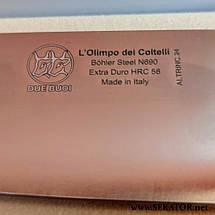 L'Olimpo dei Coltelli
Böhler Steel N690
Extra Duro HRC 58
Made in Italy
DUE BUOI
ALTRINC.24
www.SEKATOR.net